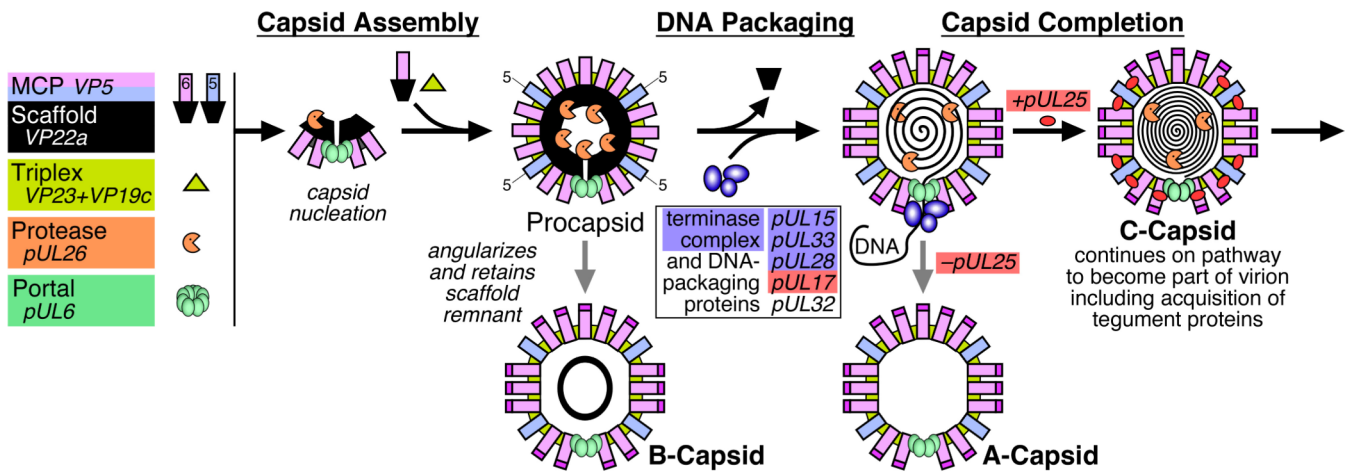 Capsid Assembly
DNA Packaging
Capsid Completion
MCP VP5
Scaffold
VP22a
Triplex
VP23+VP19c
Protease
pUL26
Portal
pUL6
6
5
capsid
nucleation
5
5
5
5
Procapsid
angularizes
and retains
scaffold
remnant
B-Capsid
terminase pUL15
complex pUL33
and DNA- pUL28
packaging pUL17
proteins pUL32
DNA
–pUL25
A-Capsid
+pUL25
C-Capsid
continues on pathway
to become part of virion
including acquisition of
tegument proteins